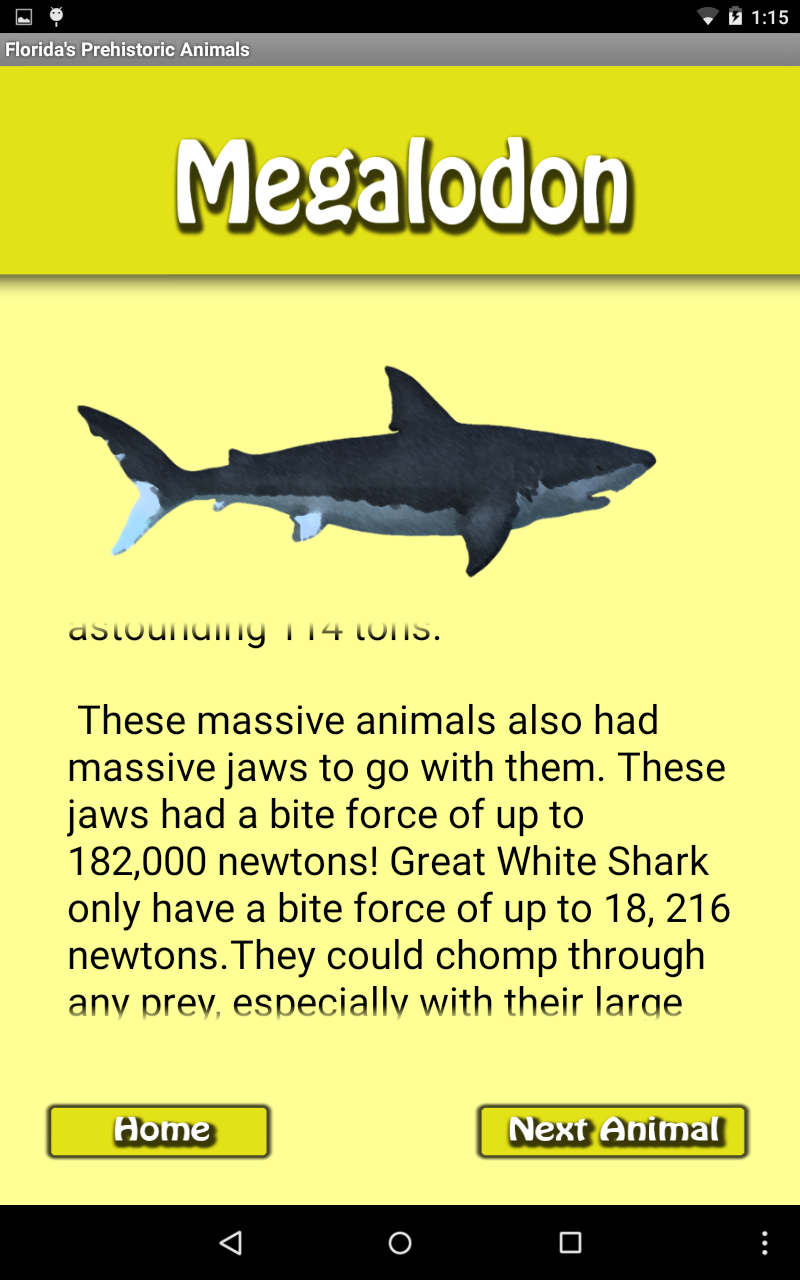 1:15
Florida's Prehistoric Animals
Megalodon
astounding 114 tons.
These massive animals also had
massive jaws to go with them. These
jaws had a bite force of up to
182,000 newtons! Great White Shark
only have a bite force of up to 18, 216
newtons.They could chomp through
any prey, especially with their large
Home
Next Animal